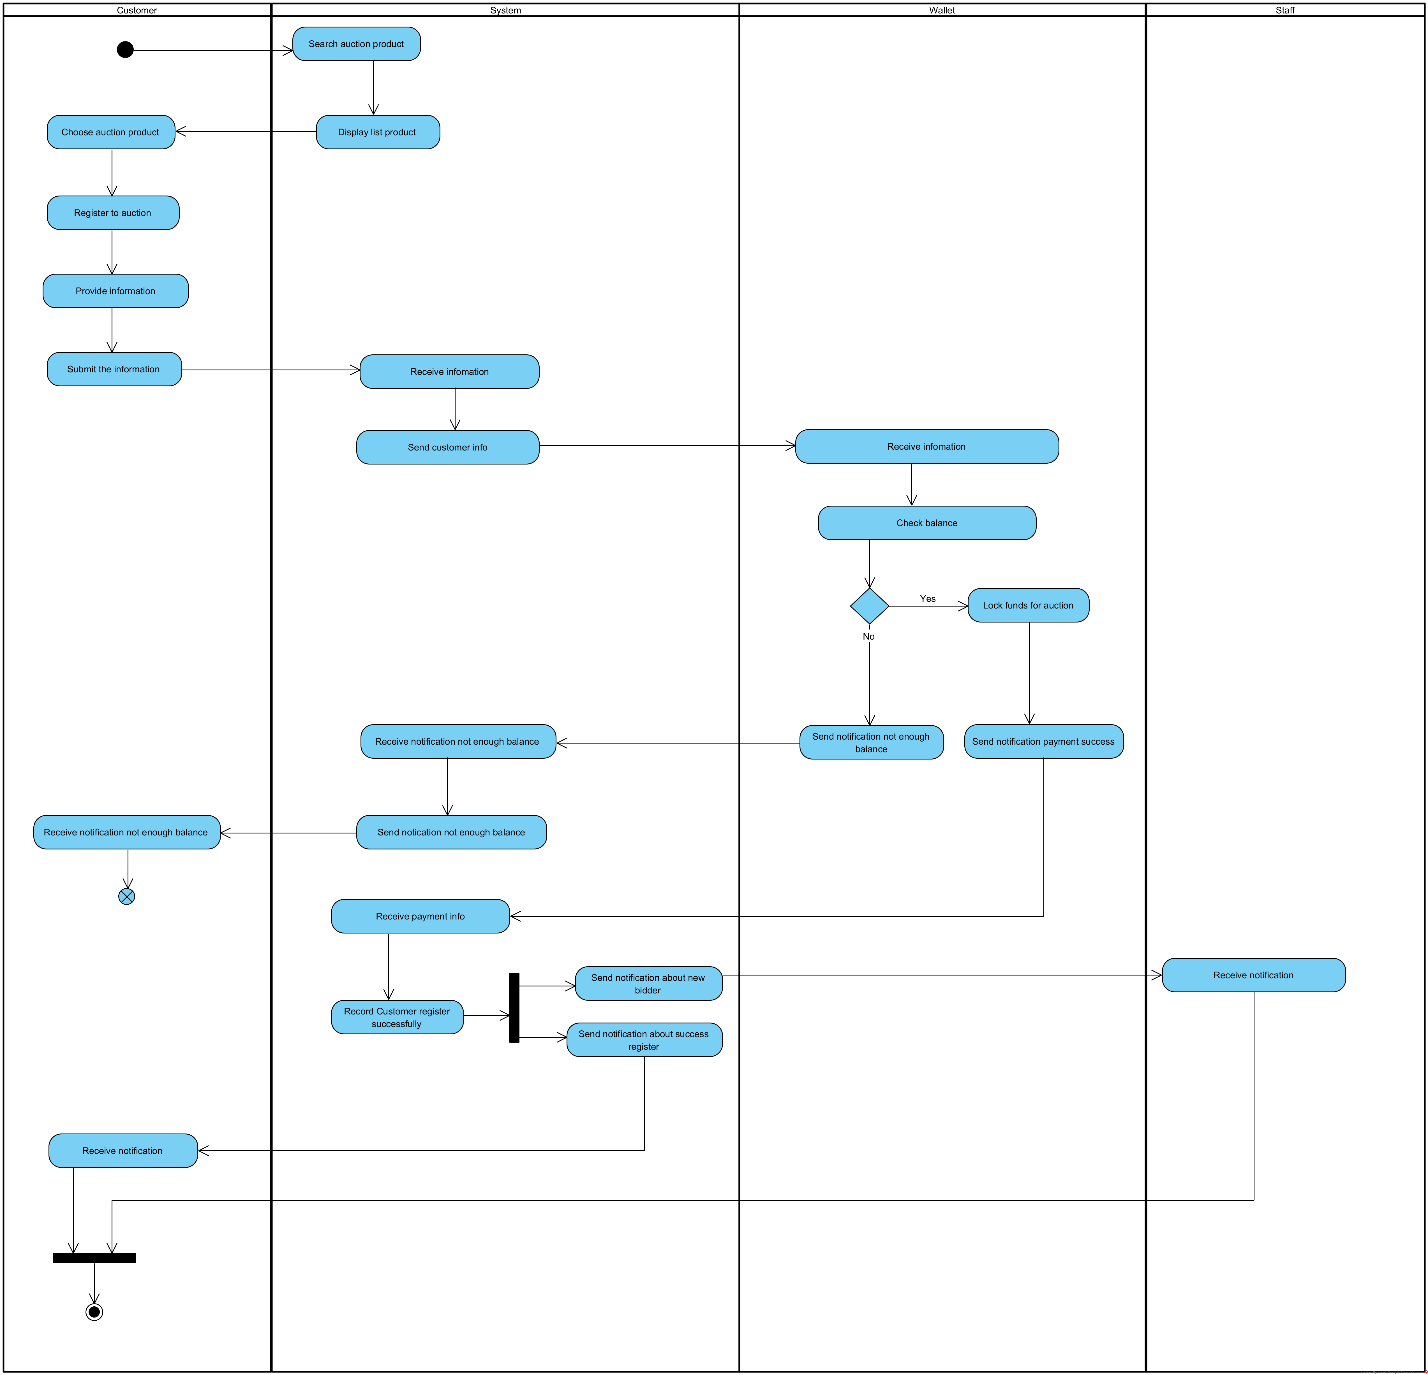 Customer
System
Wallet
Staff
Search auction product
Choose auction product
Display list product
Register to auction
Provide information
Submit the information
Receive infomation
Send customer info
Receive infomation
Check balance
Yes
Lock funds for auction
No
Receive notification not enough balance
Send notification not enough
balance
Send notification payment success
Receive notification not enough balance
Send notication not enough balance
Receive payment info
Send notification about new
bidder
Receive notification
Record Customer register
successfully
Send notification about success
register
Receive notification